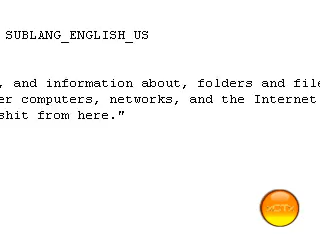 SUBLANG_ENGLISH_US
, and information about, folders and file
er computers, networks, and the Internet
shit from here."